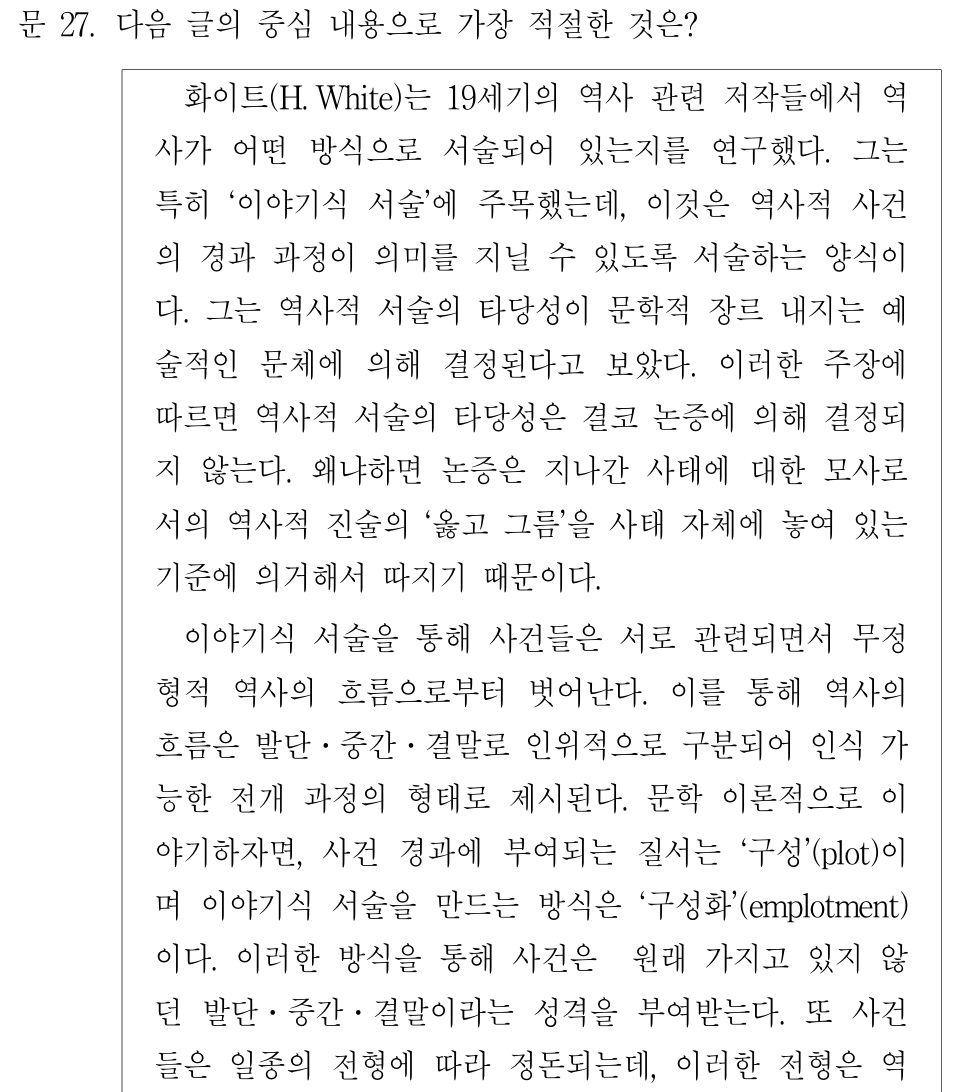 문 27. 다음 글의 중심 내용으로 가장 적절한 것은?
화이트(H. White)는 19세기의 역사 관련 저작들에서 역
사가 어떤 방식으로 서술되어 있는지를 연구했다. 그는
특히 ‘이야기식 서술’에 주목했는데, 이것은 역사적 사건
의 경과 과정이 의미를 지닐 수 있도록 서술하는 양식이
다. 그는 역사적 서술의 타당성이 문학적 장르 내지는 예
술적인 문체에 의해 결정된다고 보았다. 이러한 주장에
따르면 역사적 서술의 타당성은 결코 논증에 의해 결정되
지 않는다. 왜냐하면 논증은 지나간 사태에 대한 모사로
서의 역사적 진술의 ‘옳고 그름’을 사태 자체에 놓여 있는
기준에 의거해서 따지기 때문이다.
이야기식 서술을 통해 사건들은 서로 관련되면서 무정
형적 역사의 흐름으로부터 벗어난다. 이를 통해 역사의
흐름은 발단·중간·결말로 인위적으로 구분되어 인식 가
능한 전개 과정의 형태로 제시된다. 문학 이론적으로 이
야기하자면, 사건 경과에 부여되는 질서는 ‘구성’(plot)이
며 이야기식 서술을 만드는 방식은 ‘구성화’(emplotment)
이다. 이러한 방식을 통해 사건은 원래 가지고 있지 않
던 발단·중간·결말이라는 성격을 부여받는다. 또 사건
들은 일종의 전형에 따라 정돈되는데, 이러한 전형은 역